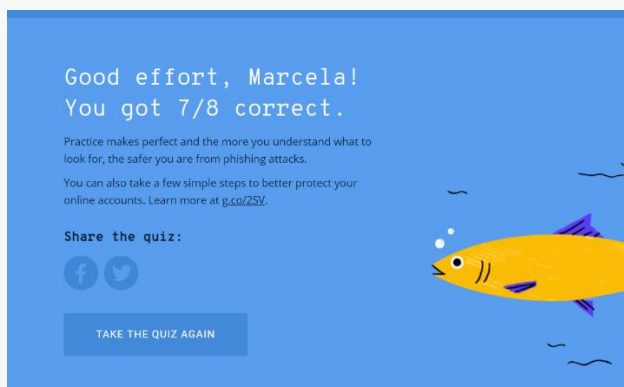 Good effort, Marcela!
You got 7/8 correct.
Practice makes perfect and the more you understand what to
look for, the safer you are from phishing attacks.
You can also take a few simple steps to better protect your
online accounts. Learn more at g.co/2SV.
Share the quiz:
TAKE THE QUIZ AGAIN